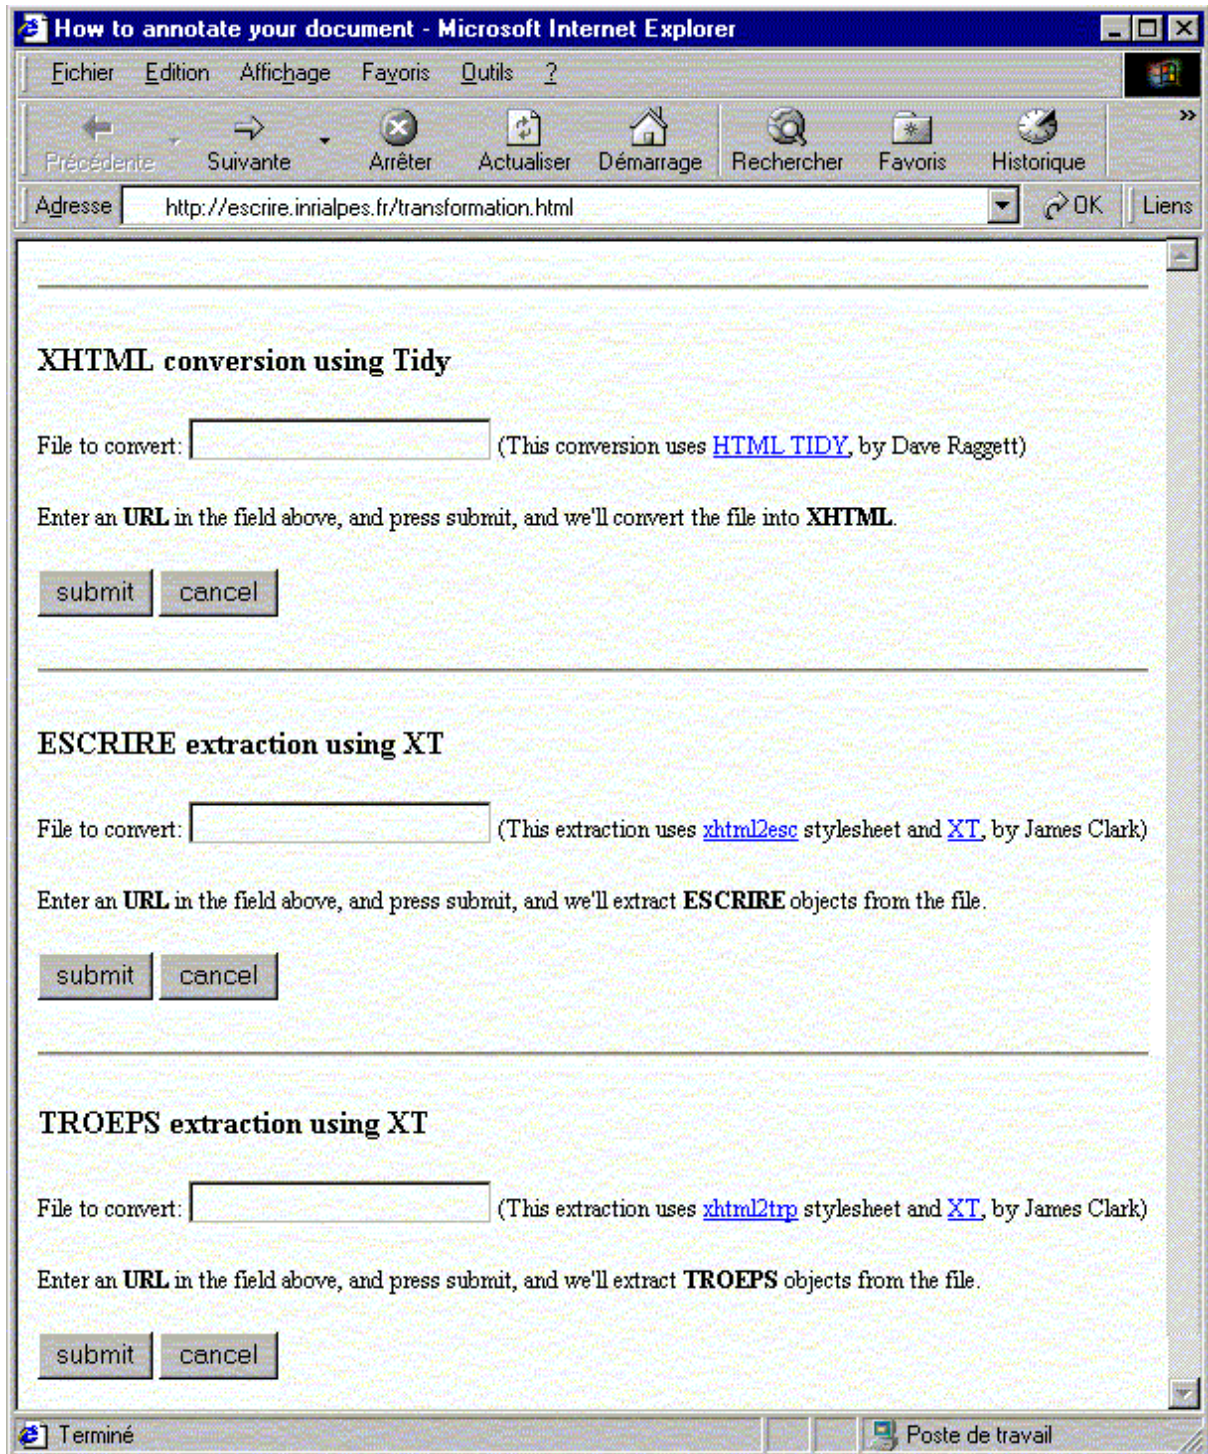 How to annotate your document - Microsoft Internet Explorer
Fichier Edition Affichage Favoris Outils ?
Précédente Suivante Arrêter Actualiser Démarrage Rechercher Favoris Historique »
Adresse http://escrire.inrialpes.fr/transformation.html OK Liens
XHTML conversion using Tidy
File to convert: (This conversion uses HTML TIDY, by Dave Raggett)
Enter an URL in the field above, and press submit, and we'll convert the file into XHTML.
submit cancel
ESCRIRE extraction using XT
File to convert: (This extraction uses xhtml2esc stylesheet and XT, by James Clark)
Enter an URL in the field above, and press submit, and we'll extract ESCRIRE objects from the file.
submit cancel
TROEPS extraction using XT
File to convert: (This extraction uses xhtml2trp stylesheet and XT, by James Clark)
Enter an URL in the field above, and press submit, and we'll extract TROEPS objects from the file.
submit cancel
Terminé Poste de travail